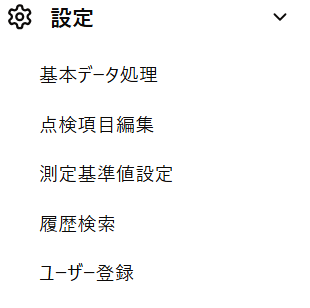 設定
基本データ処理
点検項目編集
測定基準値設定
履歴検索
ユーザー登録